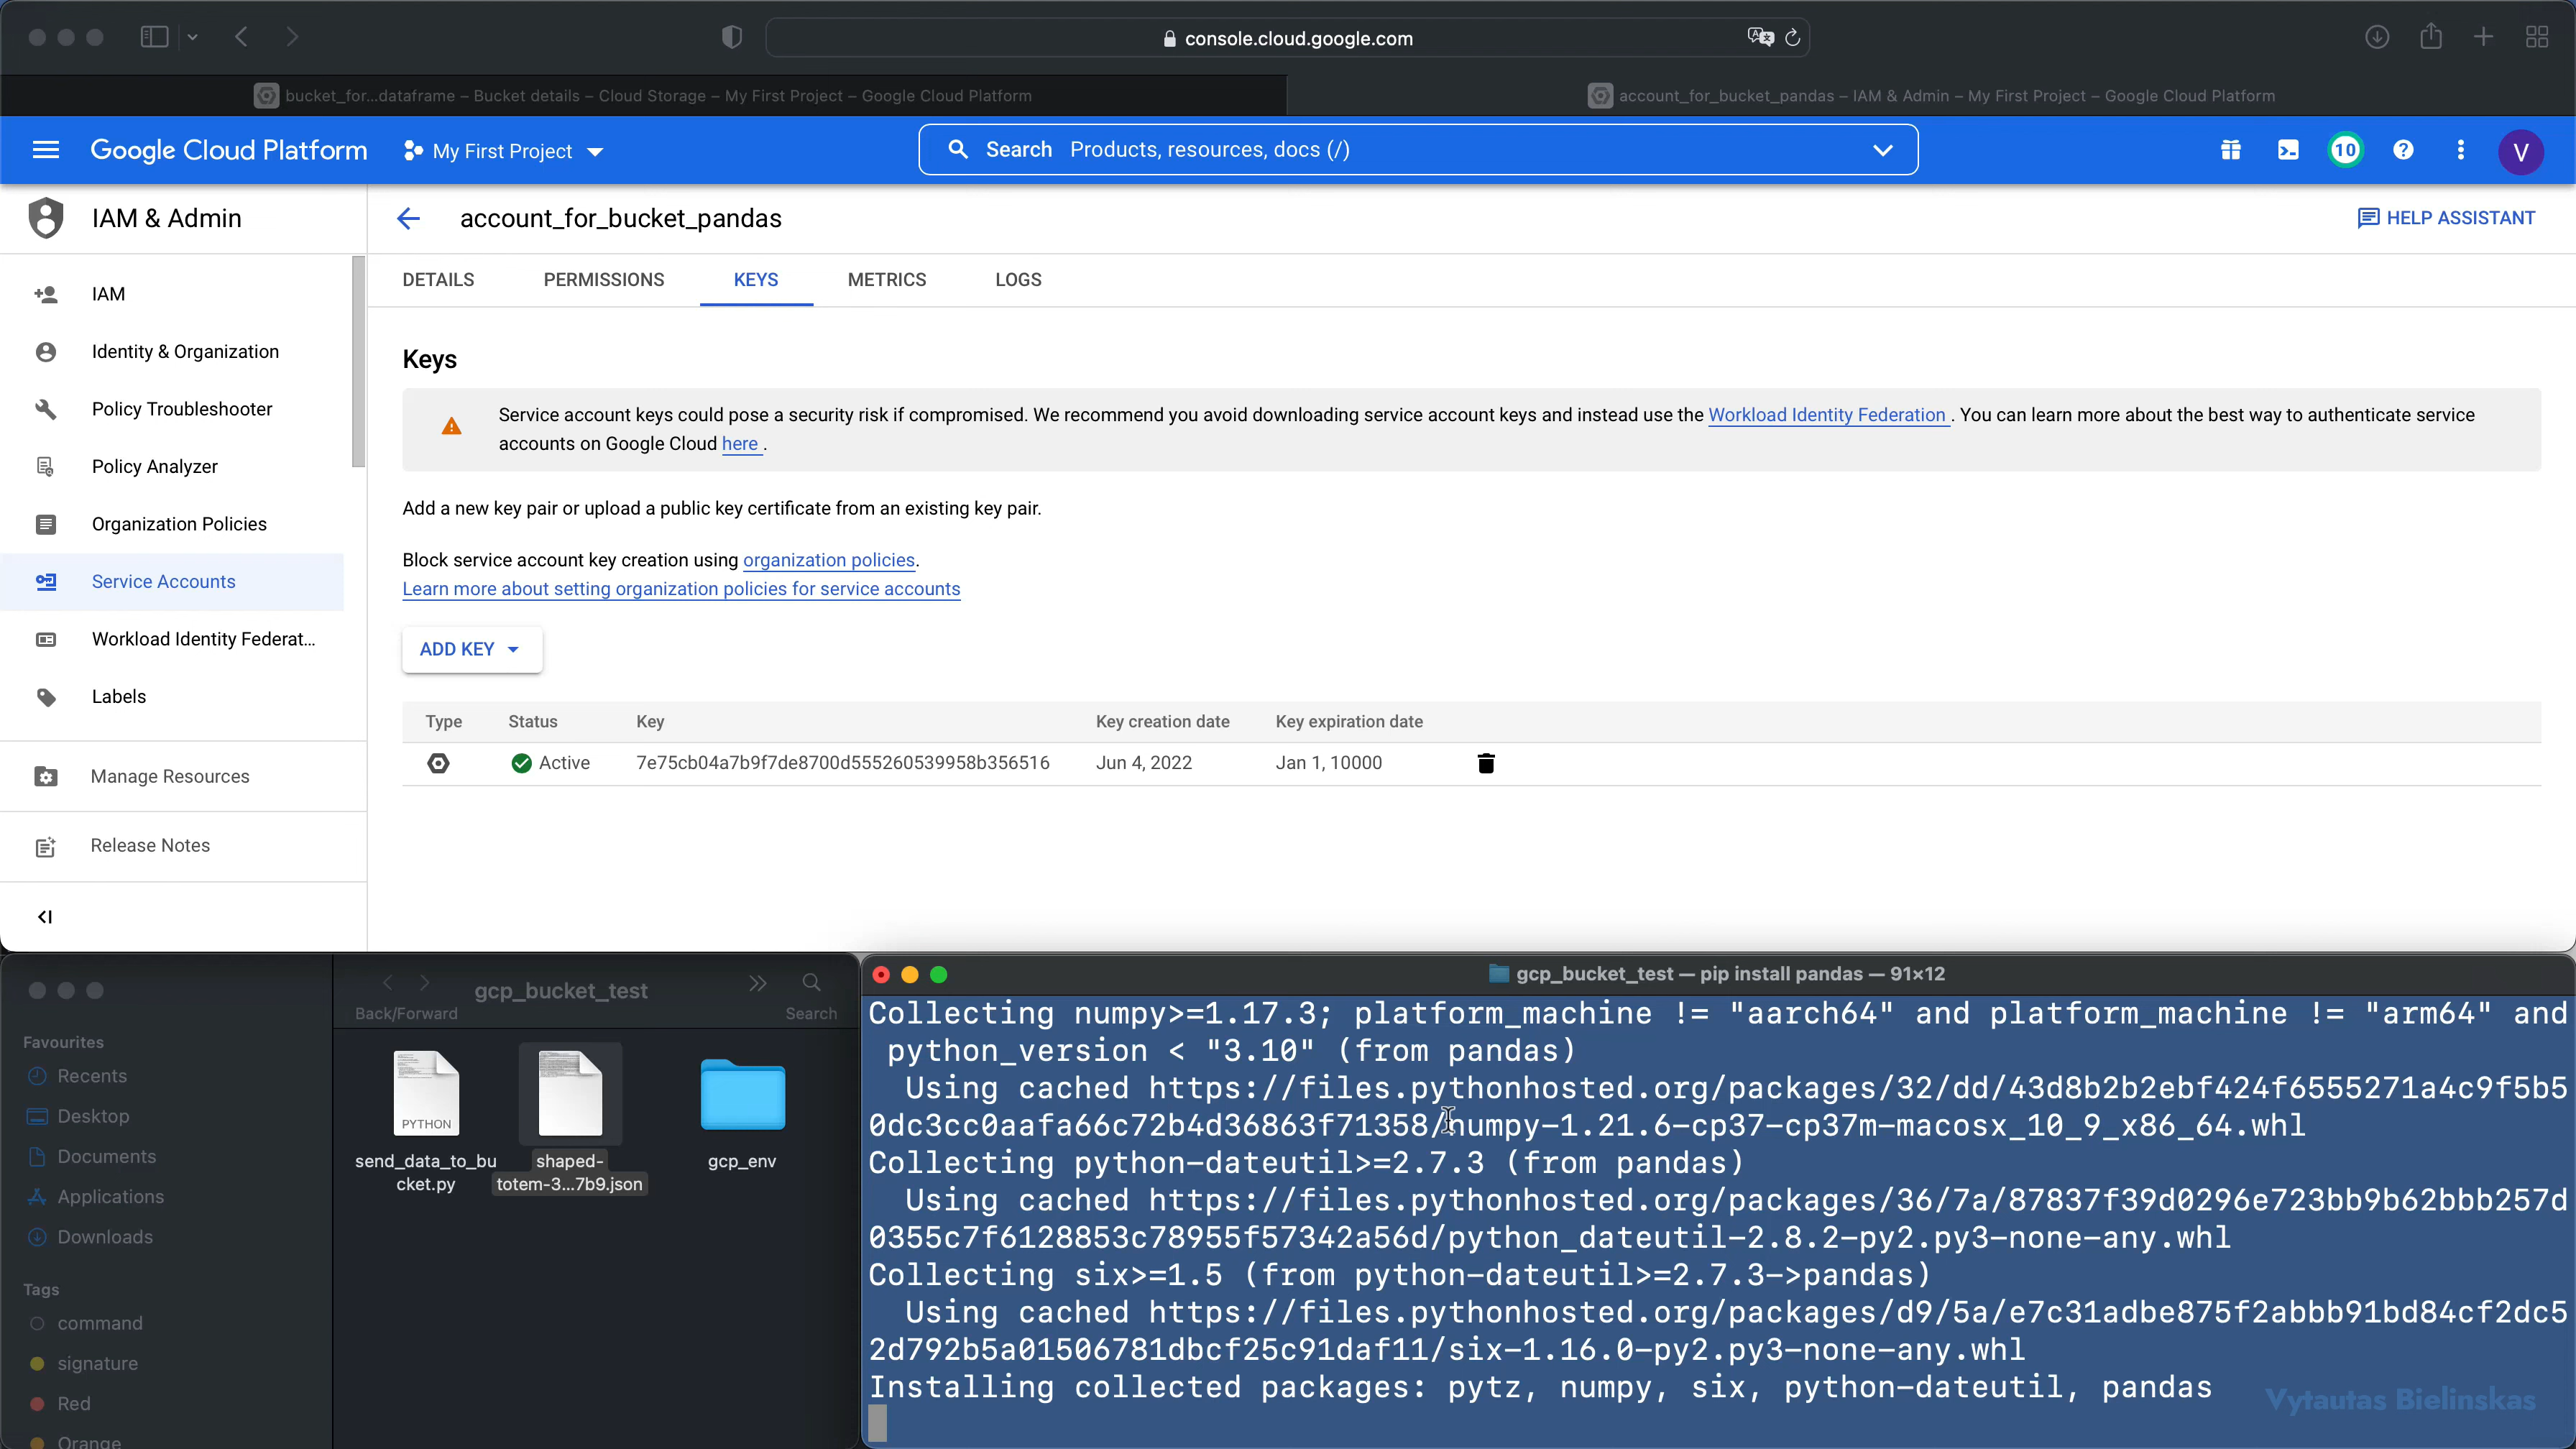 console.cloud.google.com
bucket_for...dataframe – Bucket details – Cloud Storage – My First Project – Google Cloud Platform
account_for_bucket_pandas – IAM & Admin – My First Project – Google Cloud Platform
Google Cloud Platform
My First Project
Search Products, resources, docs (/)
10
V
IAM & Admin
account_for_bucket_pandas
HELP ASSISTANT
IAM
Identity & Organization
Policy Troubleshooter
Policy Analyzer
Organization Policies
Service Accounts
Workload Identity Federat...
Labels
Manage Resources
Release Notes
DETAILS PERMISSIONS KEYS METRICS LOGS
Keys
Service account keys could pose a security risk if compromised. We recommend you avoid downloading service account keys and instead use the Workload Identity Federation . You can learn more about the best way to authenticate service
accounts on Google Cloud here .
Add a new key pair or upload a public key certificate from an existing key pair.
Block service account key creation using organization policies.
Learn more about setting organization policies for service accounts
ADD KEY
Type Status Key Key creation date Key expiration date
Active 7e75cb04a7b9f7de8700d555260539958b356516 Jun 4, 2022 Jan 1, 10000
Favourites
Recents
Desktop
Documents
Applications
Downloads
Tags
command
signature
Red
Orange
gcp_bucket_test
Back/Forward
Search
PYTHON
send_data_to_bu
cket.py
shaped-
totem-3...7b9.json
gcp_env
gcp_bucket_test — pip install pandas — 91×12
Collecting numpy>=1.17.3; platform_machine != "aarch64" and platform_machine != "arm64" and
python_version < "3.10" (from pandas)
Using cached https://files.pythonhosted.org/packages/32/dd/43d8b2b2ebf424f6555271a4c9f5b5
0dc3cc0aafa66c72b4d36863f71358/numpy-1.21.6-cp37-cp37m-macosx_10_9_x86_64.whl
Collecting python-dateutil>=2.7.3 (from pandas)
Using cached https://files.pythonhosted.org/packages/36/7a/87837f39d0296e723bb9b62bbb257d
0355c7f6128853c78955f57342a56d/python_dateutil-2.8.2-py2.py3-none-any.whl
Collecting six>=1.5 (from python-dateutil>=2.7.3->pandas)
Using cached https://files.pythonhosted.org/packages/d9/5a/e7c31adbe875f2abbb91bd84cf2dc5
2d792b5a01506781dbcf25c91daf11/six-1.16.0-py2.py3-none-any.whl
Installing collected packages: pytz, numpy, six, python-dateutil, pandas
Vytautas Bielinskas